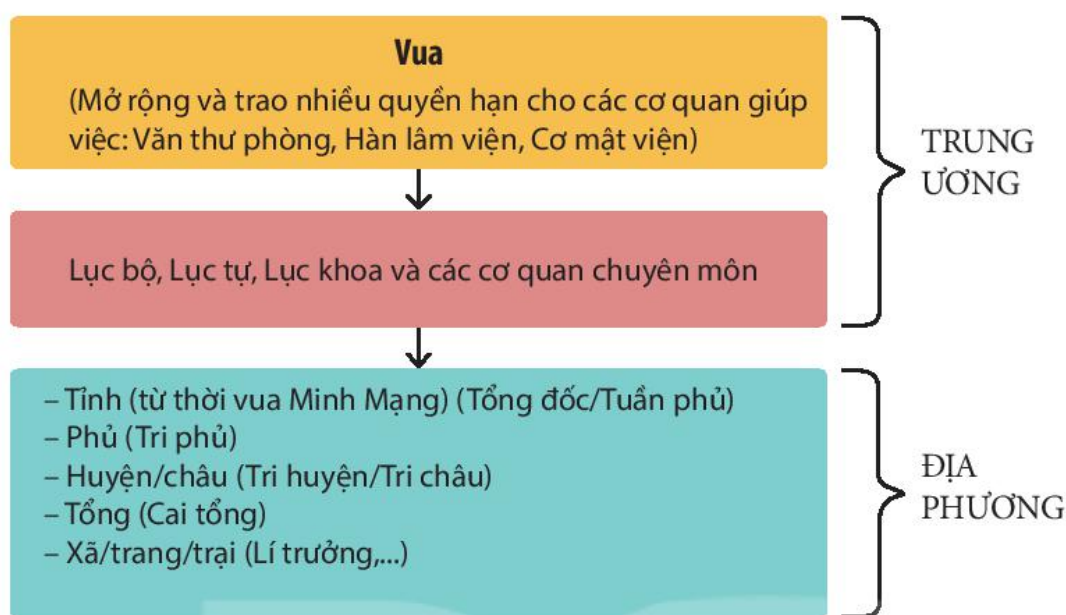 Vua
(Mở rộng và trao nhiều quyền hạn cho các cơ quan giúp
việc: Văn thư phòng, Hàn lâm viện, Cơ mật viện)
TRUNG
ƯƠNG
Lục bộ, Lục tự, Lục khoa và các cơ quan chuyên môn
– Tỉnh (từ thời vua Minh Mạng) (Tổng đốc/Tuần phủ)
– Phủ (Tri phủ)
– Huyện/châu (Tri huyện/Tri châu)
– Tổng (Cai tổng)
– Xã/trang/trại (Lí trưởng,...)
ĐỊA
PHƯƠNG